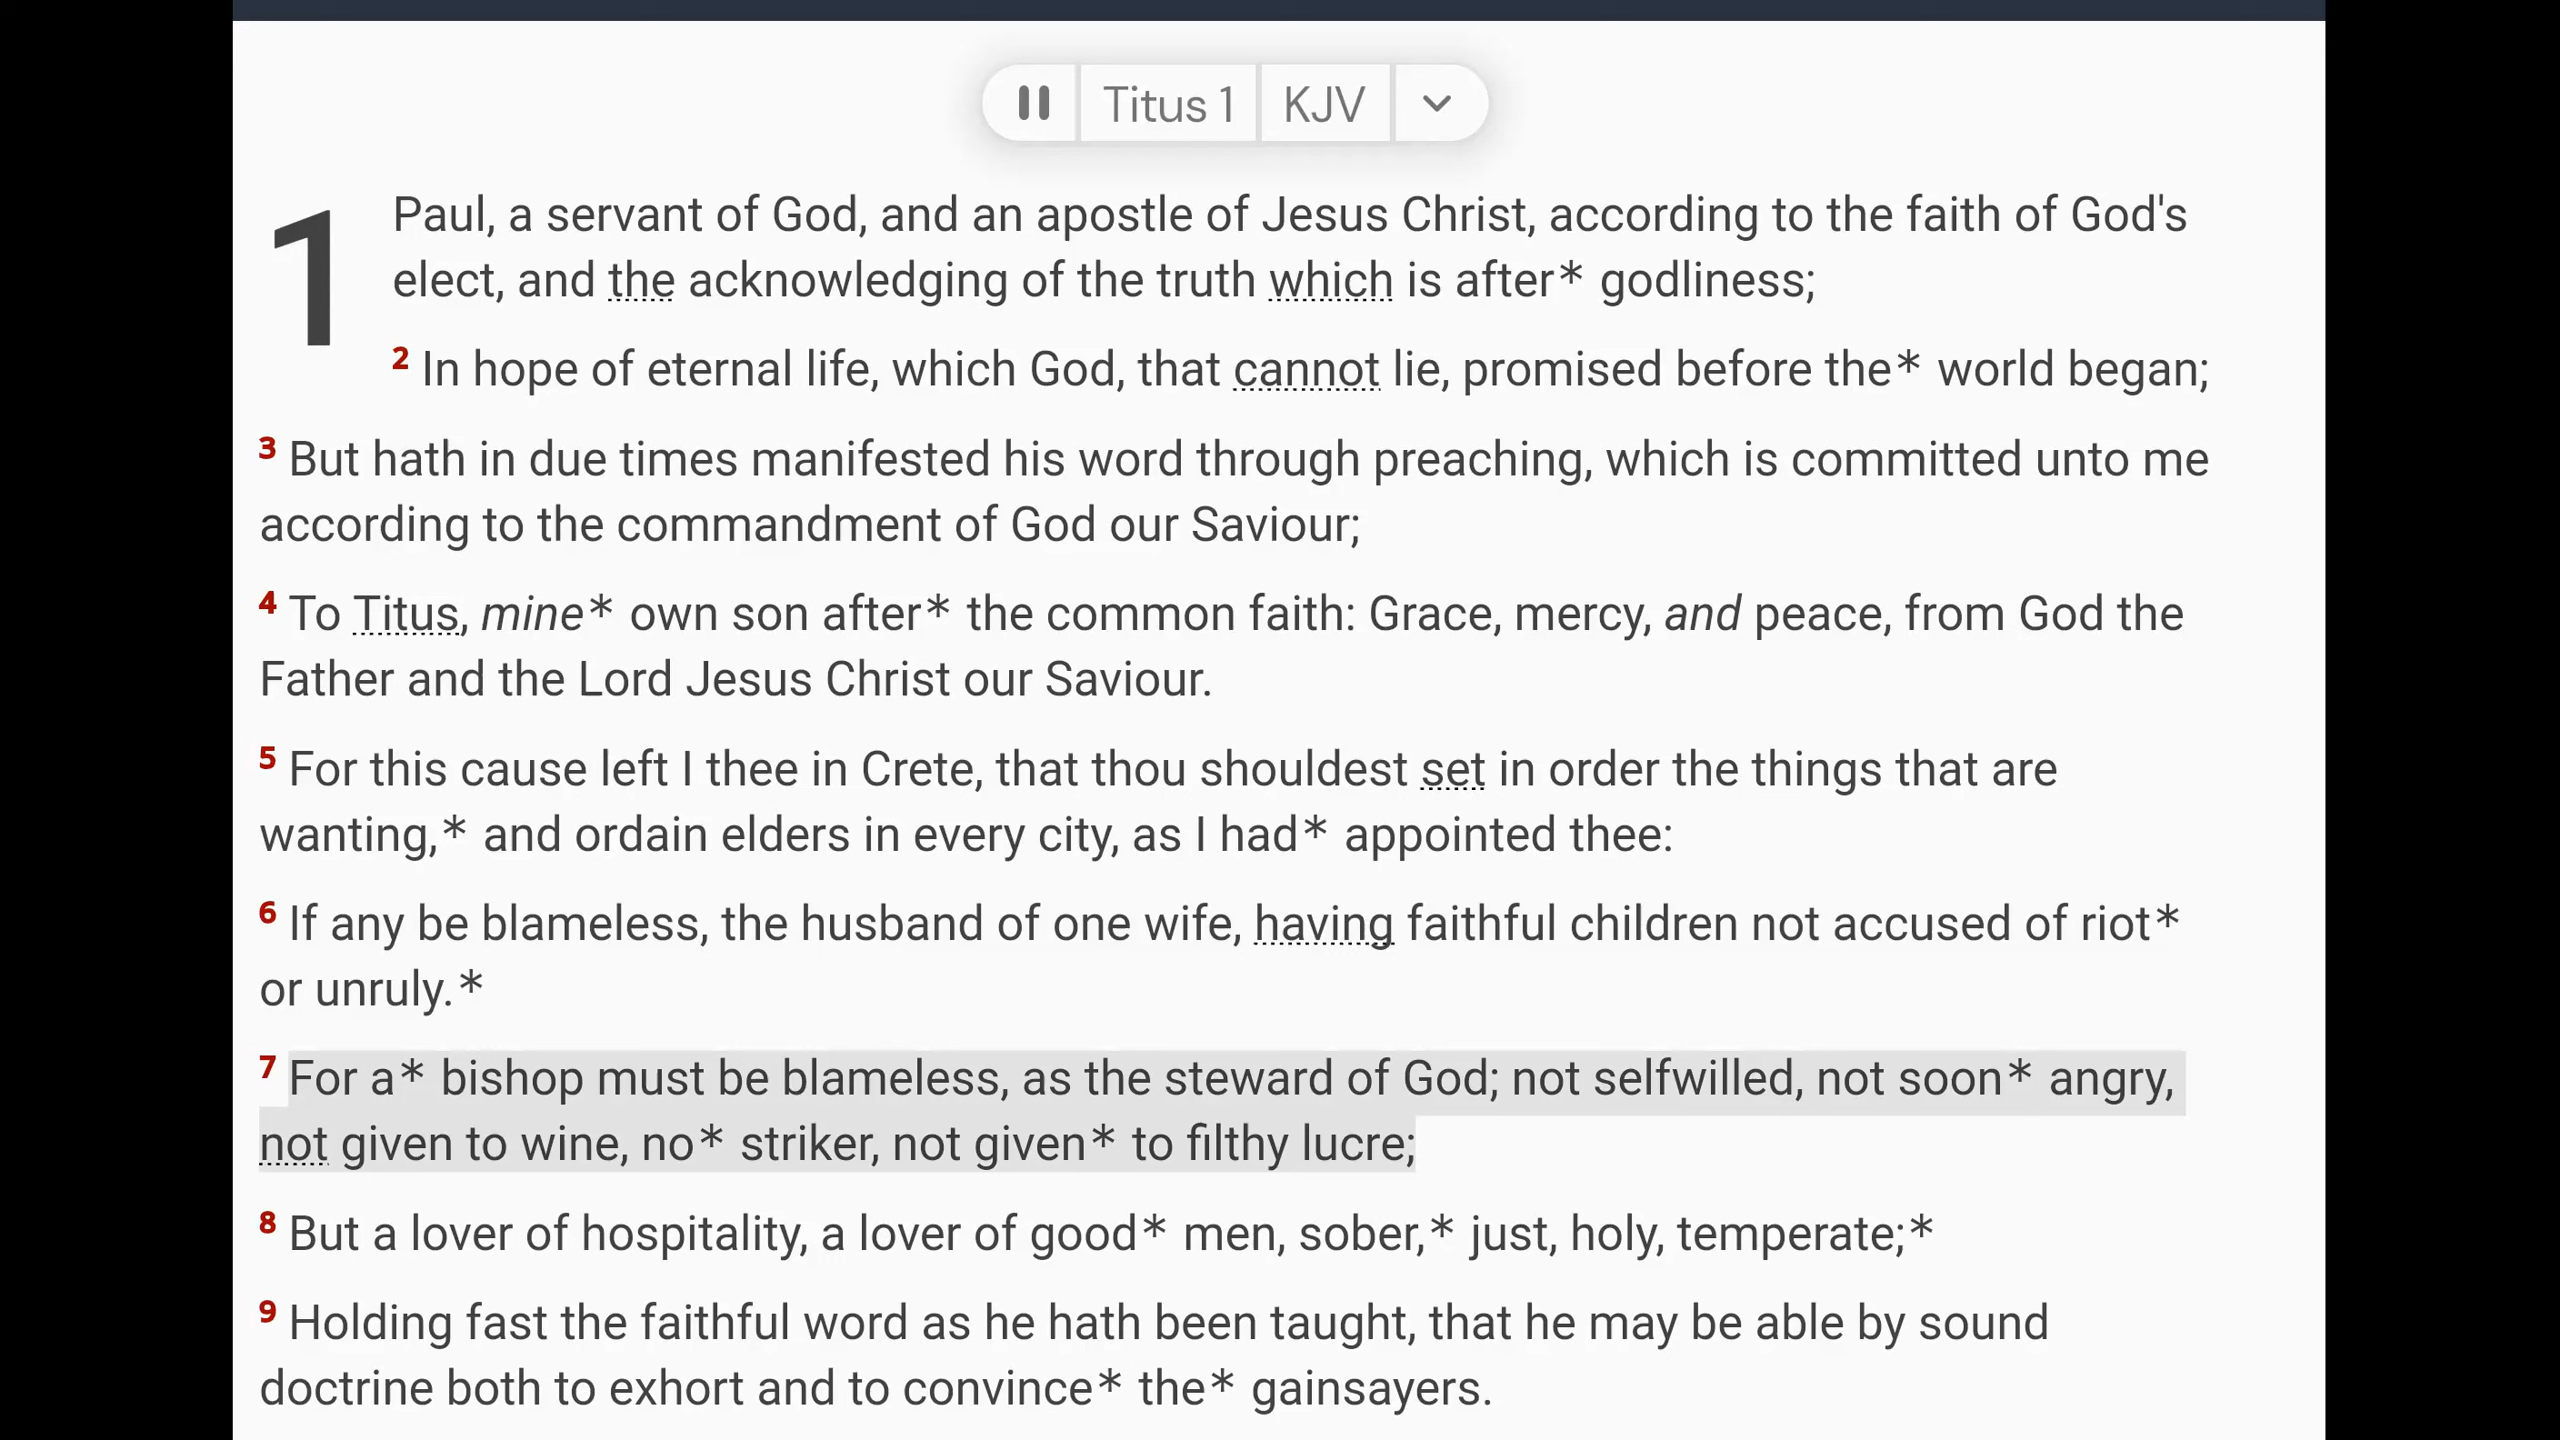 Titus 1 KJV
1 Paul, a servant of God, and an apostle of Jesus Christ, according to the faith of God's
elect, and the acknowledging of the truth which is after* godliness;
2 In hope of eternal life, which God, that cannot lie, promised before the* world began;
3 But hath in due times manifested his word through preaching, which is committed unto me
according to the commandment of God our Saviour;
4 To Titus, mine* own son after* the common faith: Grace, mercy, and peace, from God the
Father and the Lord Jesus Christ our Saviour.
5 For this cause left I thee in Crete, that thou shouldest set in order the things that are
wanting,* and ordain elders in every city, as I had* appointed thee:
6 If any be blameless, the husband of one wife, having faithful children not accused of riot*
or unruly.*
7 For a* bishop must be blameless, as the steward of God; not selfwilled, not soon* angry,
not given to wine, no* striker, not given* to filthy lucre;
8 But a lover of hospitality, a lover of good* men, sober,* just, holy, temperate;*
9 Holding fast the faithful word as he hath been taught, that he may be able by sound
doctrine both to exhort and to convince* the* gainsayers.